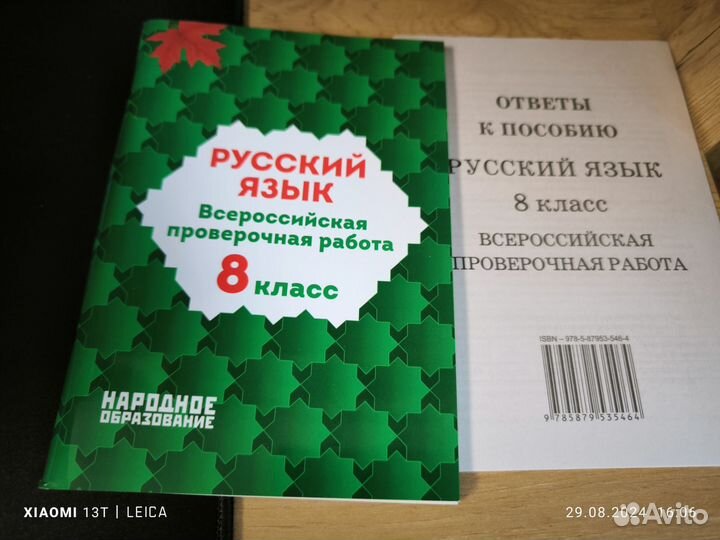 РУССКИЙ
ЯЗЫК
Всероссийская
проверочная работа
8 класс
НАРОДНОЕ
ОБРАЗОВАНИЕ
ОТВЕТЫ
К ПОСОБИЮ
РУССКИЙ ЯЗЫК
8 класс
ВСЕРОССИЙСКАЯ
ПРОВЕРОЧНАЯ РАБОТА
ISBN – 978-5-87953-546-4
9 785879 535464
XIAOMI 13T | LEICA
29.08.2024 16:06
Avito